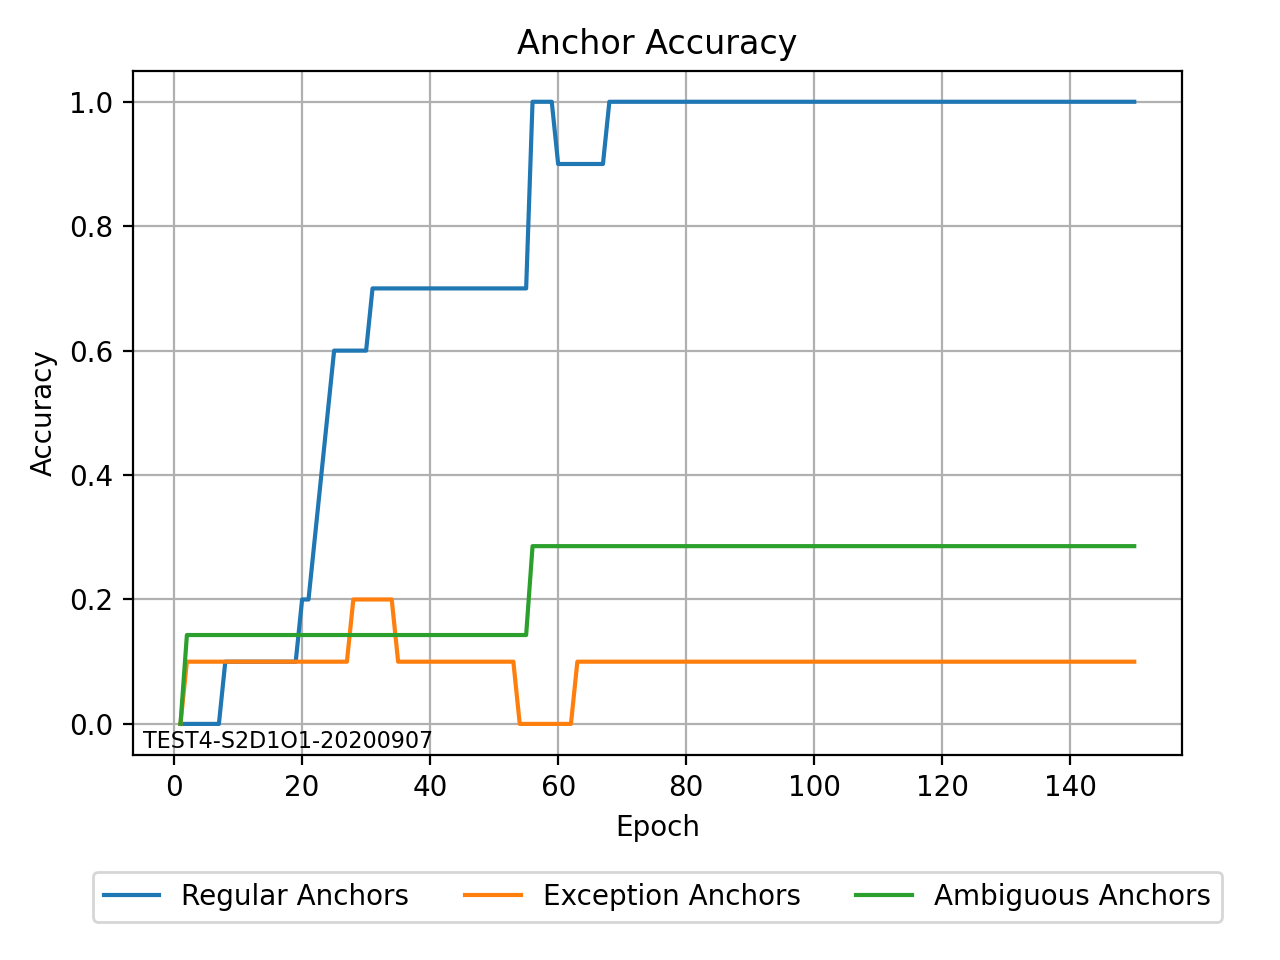 Anchor Accuracy
Accuracy
1.0
0.8
0.6
0.4
0.2
0.0
TEST4-S2D1O1-20200907
0 20 40 60 80 100 120 140
Epoch
Regular Anchors Exception Anchors Ambiguous Anchors